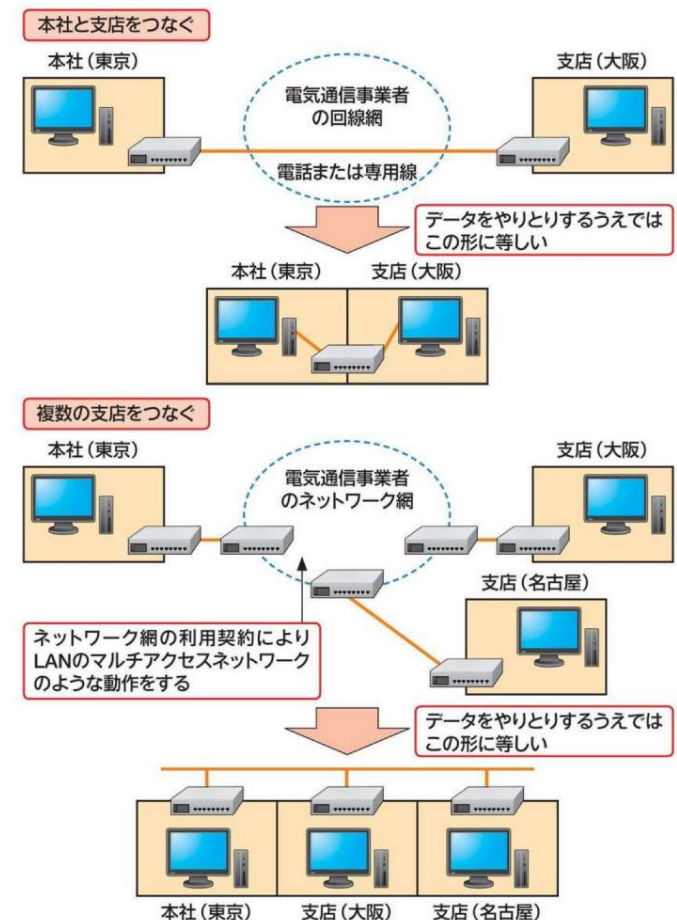 本社と支店をつなぐ
本社(東京)
支店(大阪)
電気通信事業者
の回線網
電話または専用線
データをやりとりするうえでは
この形に等しい
本社(東京)
支店(大阪)
複数の支店をつなぐ
本社(東京)
支店(大阪)
電気通信事業者
のネットワーク網
支店(名古屋)
ネットワーク網の利用契約により
LANのマルチアクセスネットワーク
のような動作をする
データをやりとりするうえでは
この形に等しい
本社(東京)
支店(大阪)
支店(名古屋)